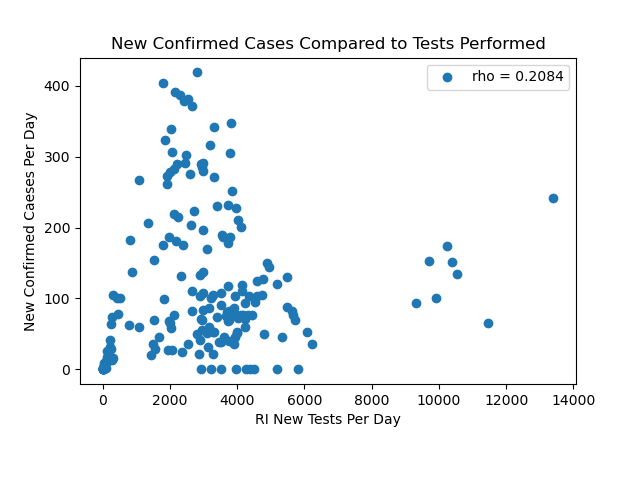 New Confirmed Cases Compared to Tests Performed
rho = 0.2084
400
300
200
100
0
New Confirmed Caeses Per Day
0 2000 4000 6000 8000 10000 12000 14000
RI New Tests Per Day